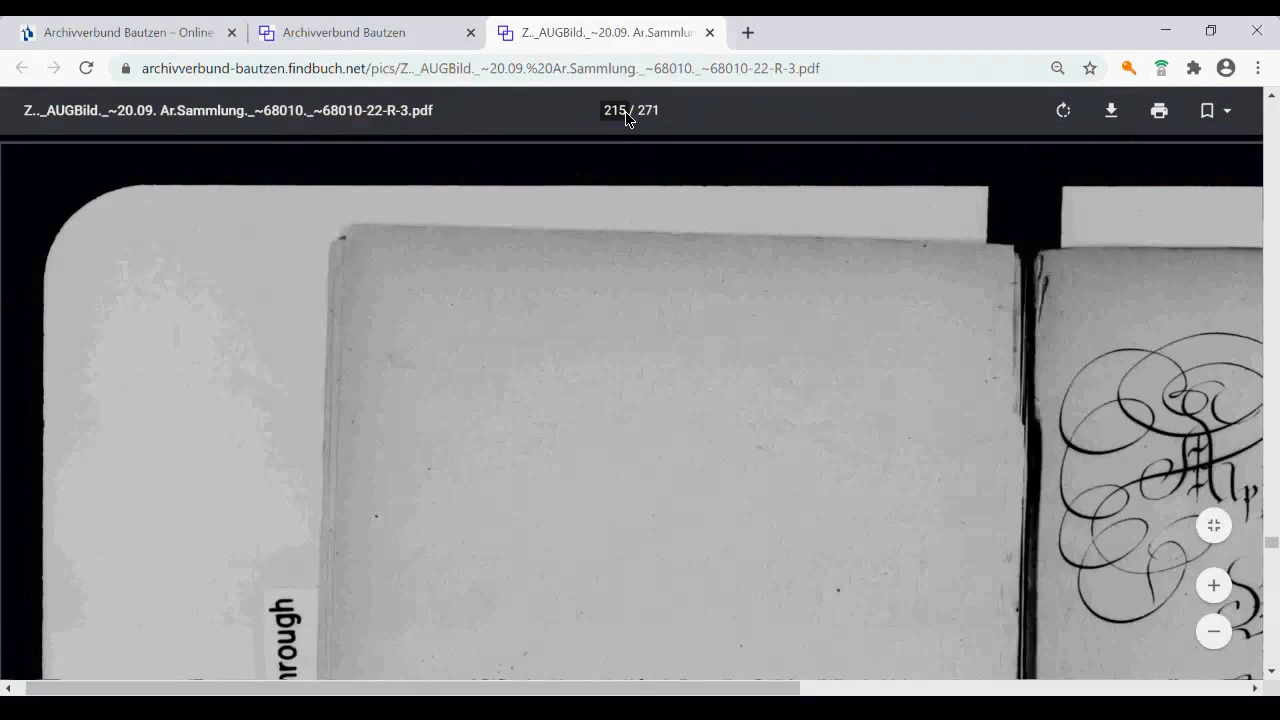 Archivverbund Bautzen – Online
Archivverbund Bautzen
Z.._AUGBild._~20.09. Ar.Sammlun
archivverbund-bautzen.findbuch.net/pics/Z.._AUGBild._~20.09.%20Ar.Sammlung._~68010._~68010-22-R-3.pdf
Z.._AUGBild._~20.09. Ar.Sammlung._~68010._~68010-22-R-3.pdf
215 / 271
hrough